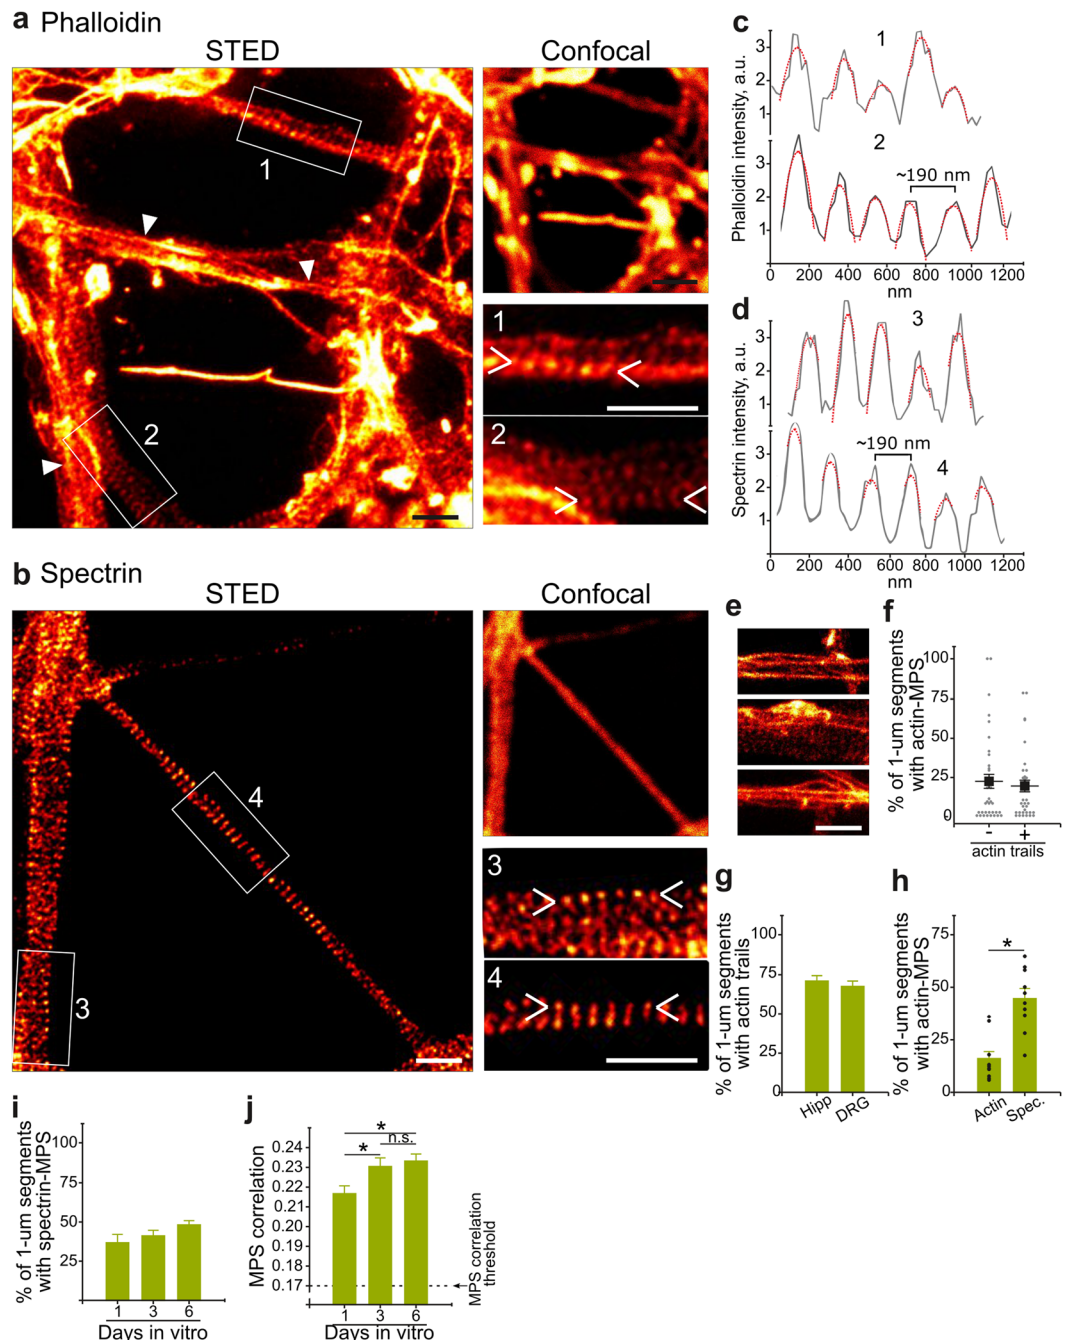 a Phalloidin
STED
Confocal
1
2
1
2
b Spectrin
STED
Confocal
4
3
3
4
c
Phalloidin intensity, a.u.
3
2
1
1
3
2
1
2
~190 nm
0 200 400 600 800 1000 1200
nm
d
Spectrin intensity, a.u.
3
2
1
3
3
2
1
4
~190 nm
0 200 400 600 800 1000 1200
nm
e
f
% of 1-um segments
with actin-MPS
100
75
50
25
0
- +
actin trails
g
% of 1-um segments
with actin trails
100
75
50
25
0
Hipp DRG
h
% of 1-um segments
with actin-MPS
75
50
25
0
*
Actin Spec.
i
% of 1-um segments
with spectrin-MPS
100
75
50
25
1 3 6
Days in vitro
j
MPS correlation
0.24
0.23
0.22
0.21
0.20
0.19
0.18
0.17
*
n.s.
*
MPS correlation
threshold
1 3 6
Days in vitro